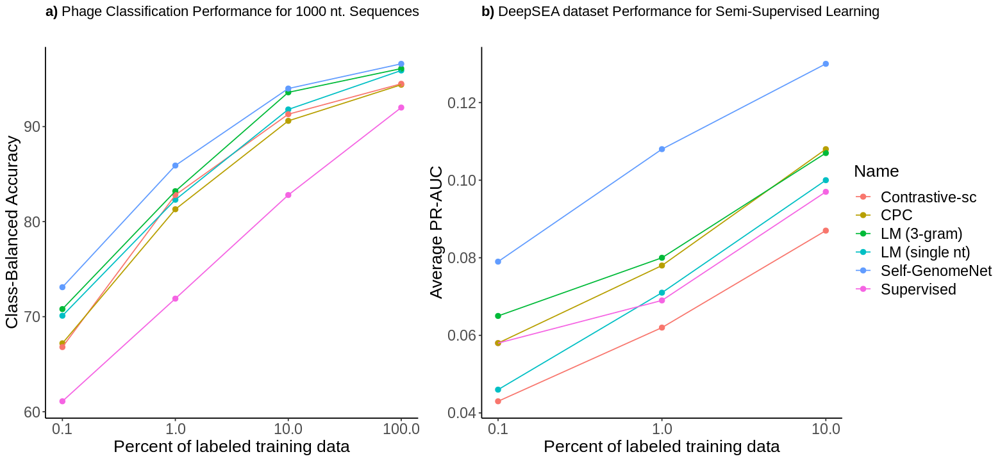 a) Phage Classification Performance for 1000 nt. Sequences
Class-Balanced Accuracy
90
80
70
60
0.1 1.0 10.0 100.0
Percent of labeled training data
b) DeepSEA dataset Performance for Semi-Supervised Learning
Average PR-AUC
0.12
0.10
0.08
0.06
0.04
0.1 1.0 10.0
Percent of labeled training data
Name
Contrastive-sc
CPC
LM (3-gram)
LM (single nt)
Self-GenomeNet
Supervised